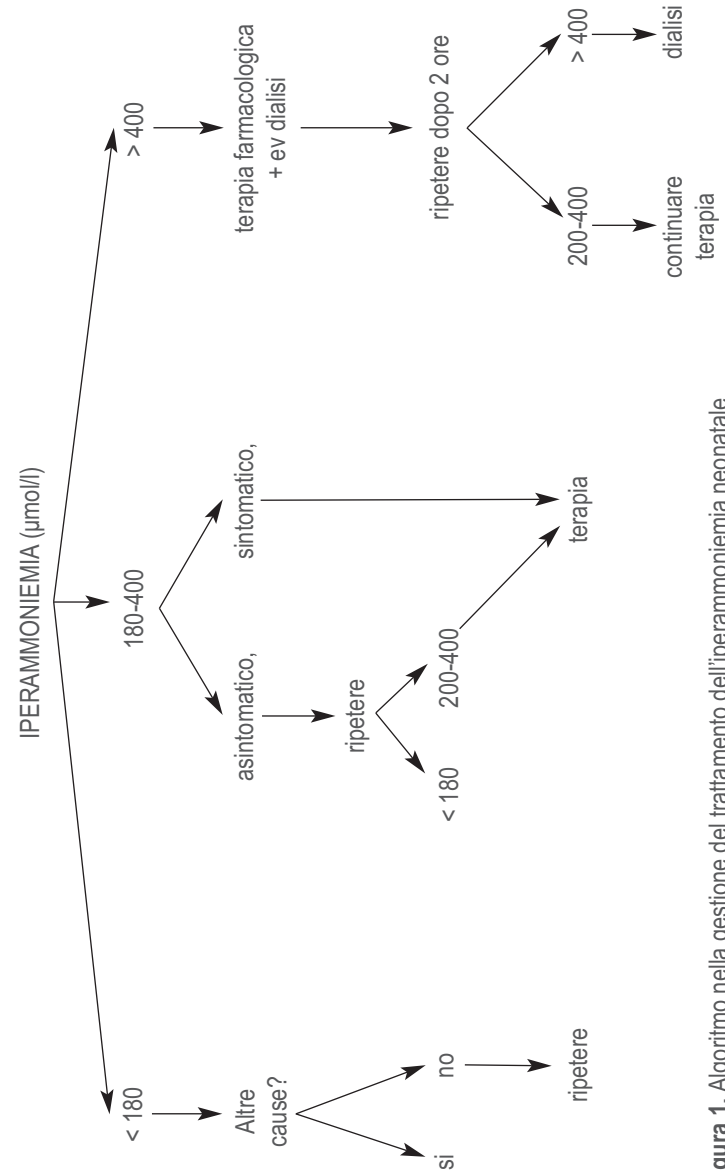 IPERAMMONIEMIA (µmol/l)
< 180
180-400
> 400
Altre
cause?
asintomatico,
sintomatico,
terapia farmacologica
+ ev dialisi
si
no
ripetere
ripetere dopo 2 ore
ripetere
< 180
200-400
terapia
200-400
> 400
continuare
terapia
dialisi
gura 1. Algoritmo nella gestione del trattamento dell'iperammoniemia neonatale